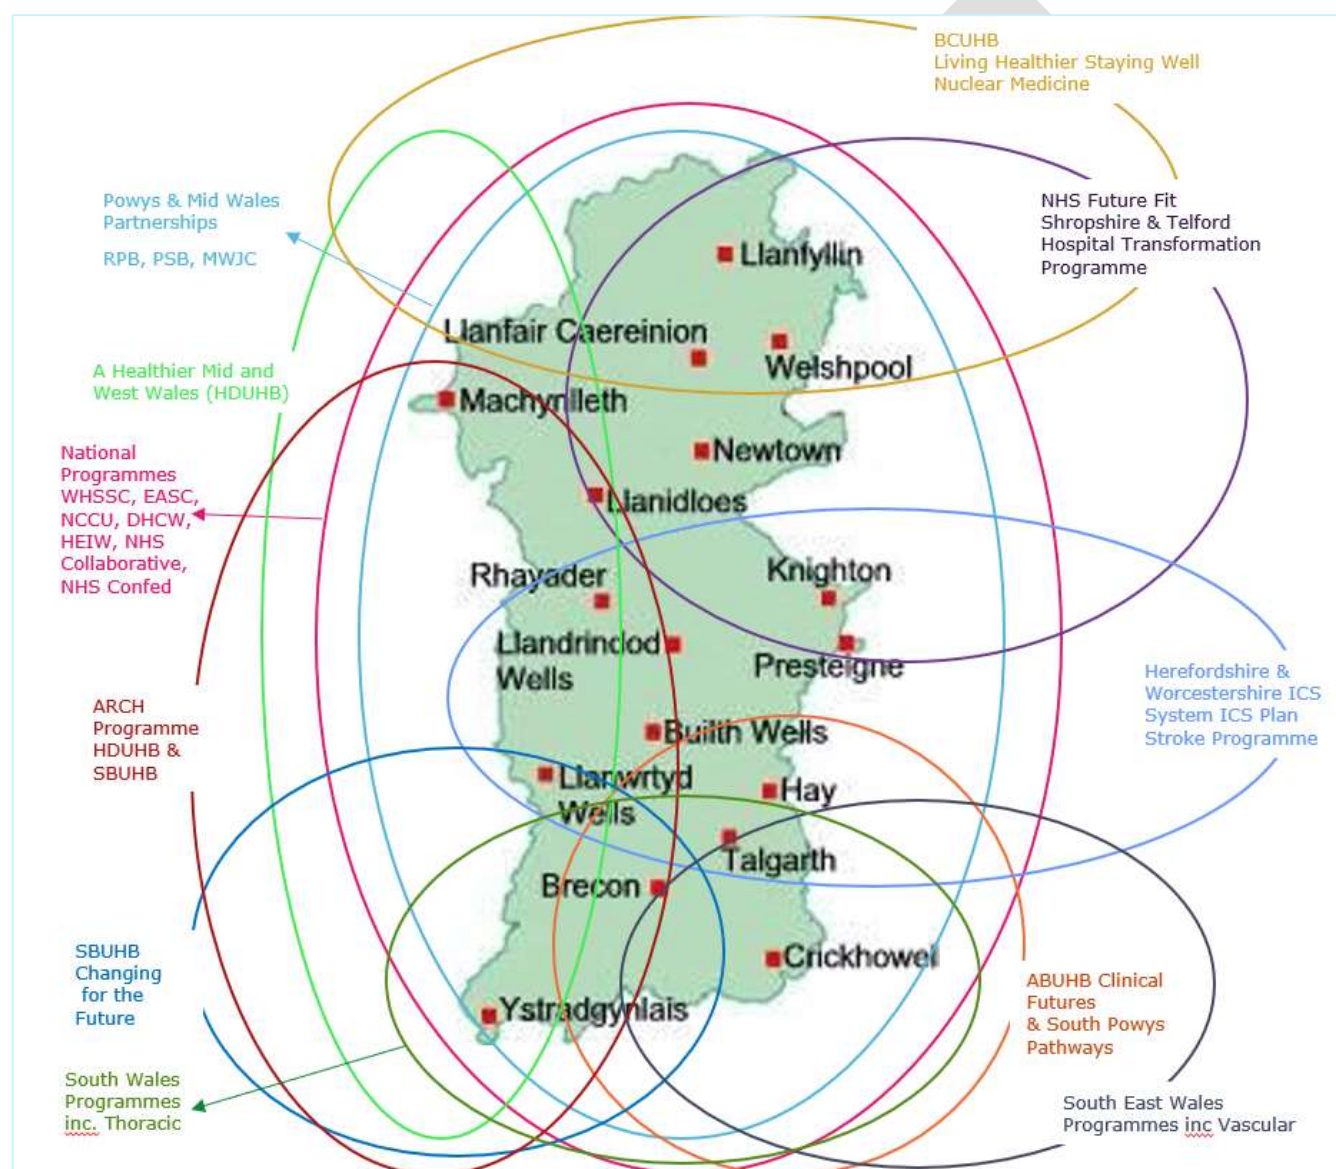 BCUHB
Living Healthier Staying Well
Nuclear Medicine
Powys & Mid Wales
Partnerships
RPB, PSB, MWJC
NHS Future Fit
Shropshire & Telford
Hospital Transformation
Programme
Llanfyllin
Llanfair Caereinion
Welshpool
A Healthier Mid and
West Wales (HDUHB)
Machynlleth
National
Programmes
WHSSC, EASC,
NCCU, DHCW,
HEIW, NHS
Collaborative,
NHS Confed
Newtown
Llanidloes
Rhayader
Knighton
Llandrindod
Wells
Presteigne
Herefordshire &
Worcestershire ICS
System ICS Plan
Stroke Programme
ARCH
Programme
HDUHB &
SBUHB
Builth Wells
Llanwrtyd
Wells
Hay
Talgarth
Brecon
SBUHB
Changing
for the
Future
Crickhowel
Ystradgynlais
ABUHB Clinical
Futures
& South Powys
Pathways
South Wales
Programmes
inc. Thoracic
South East Wales
Programmes inc Vascular